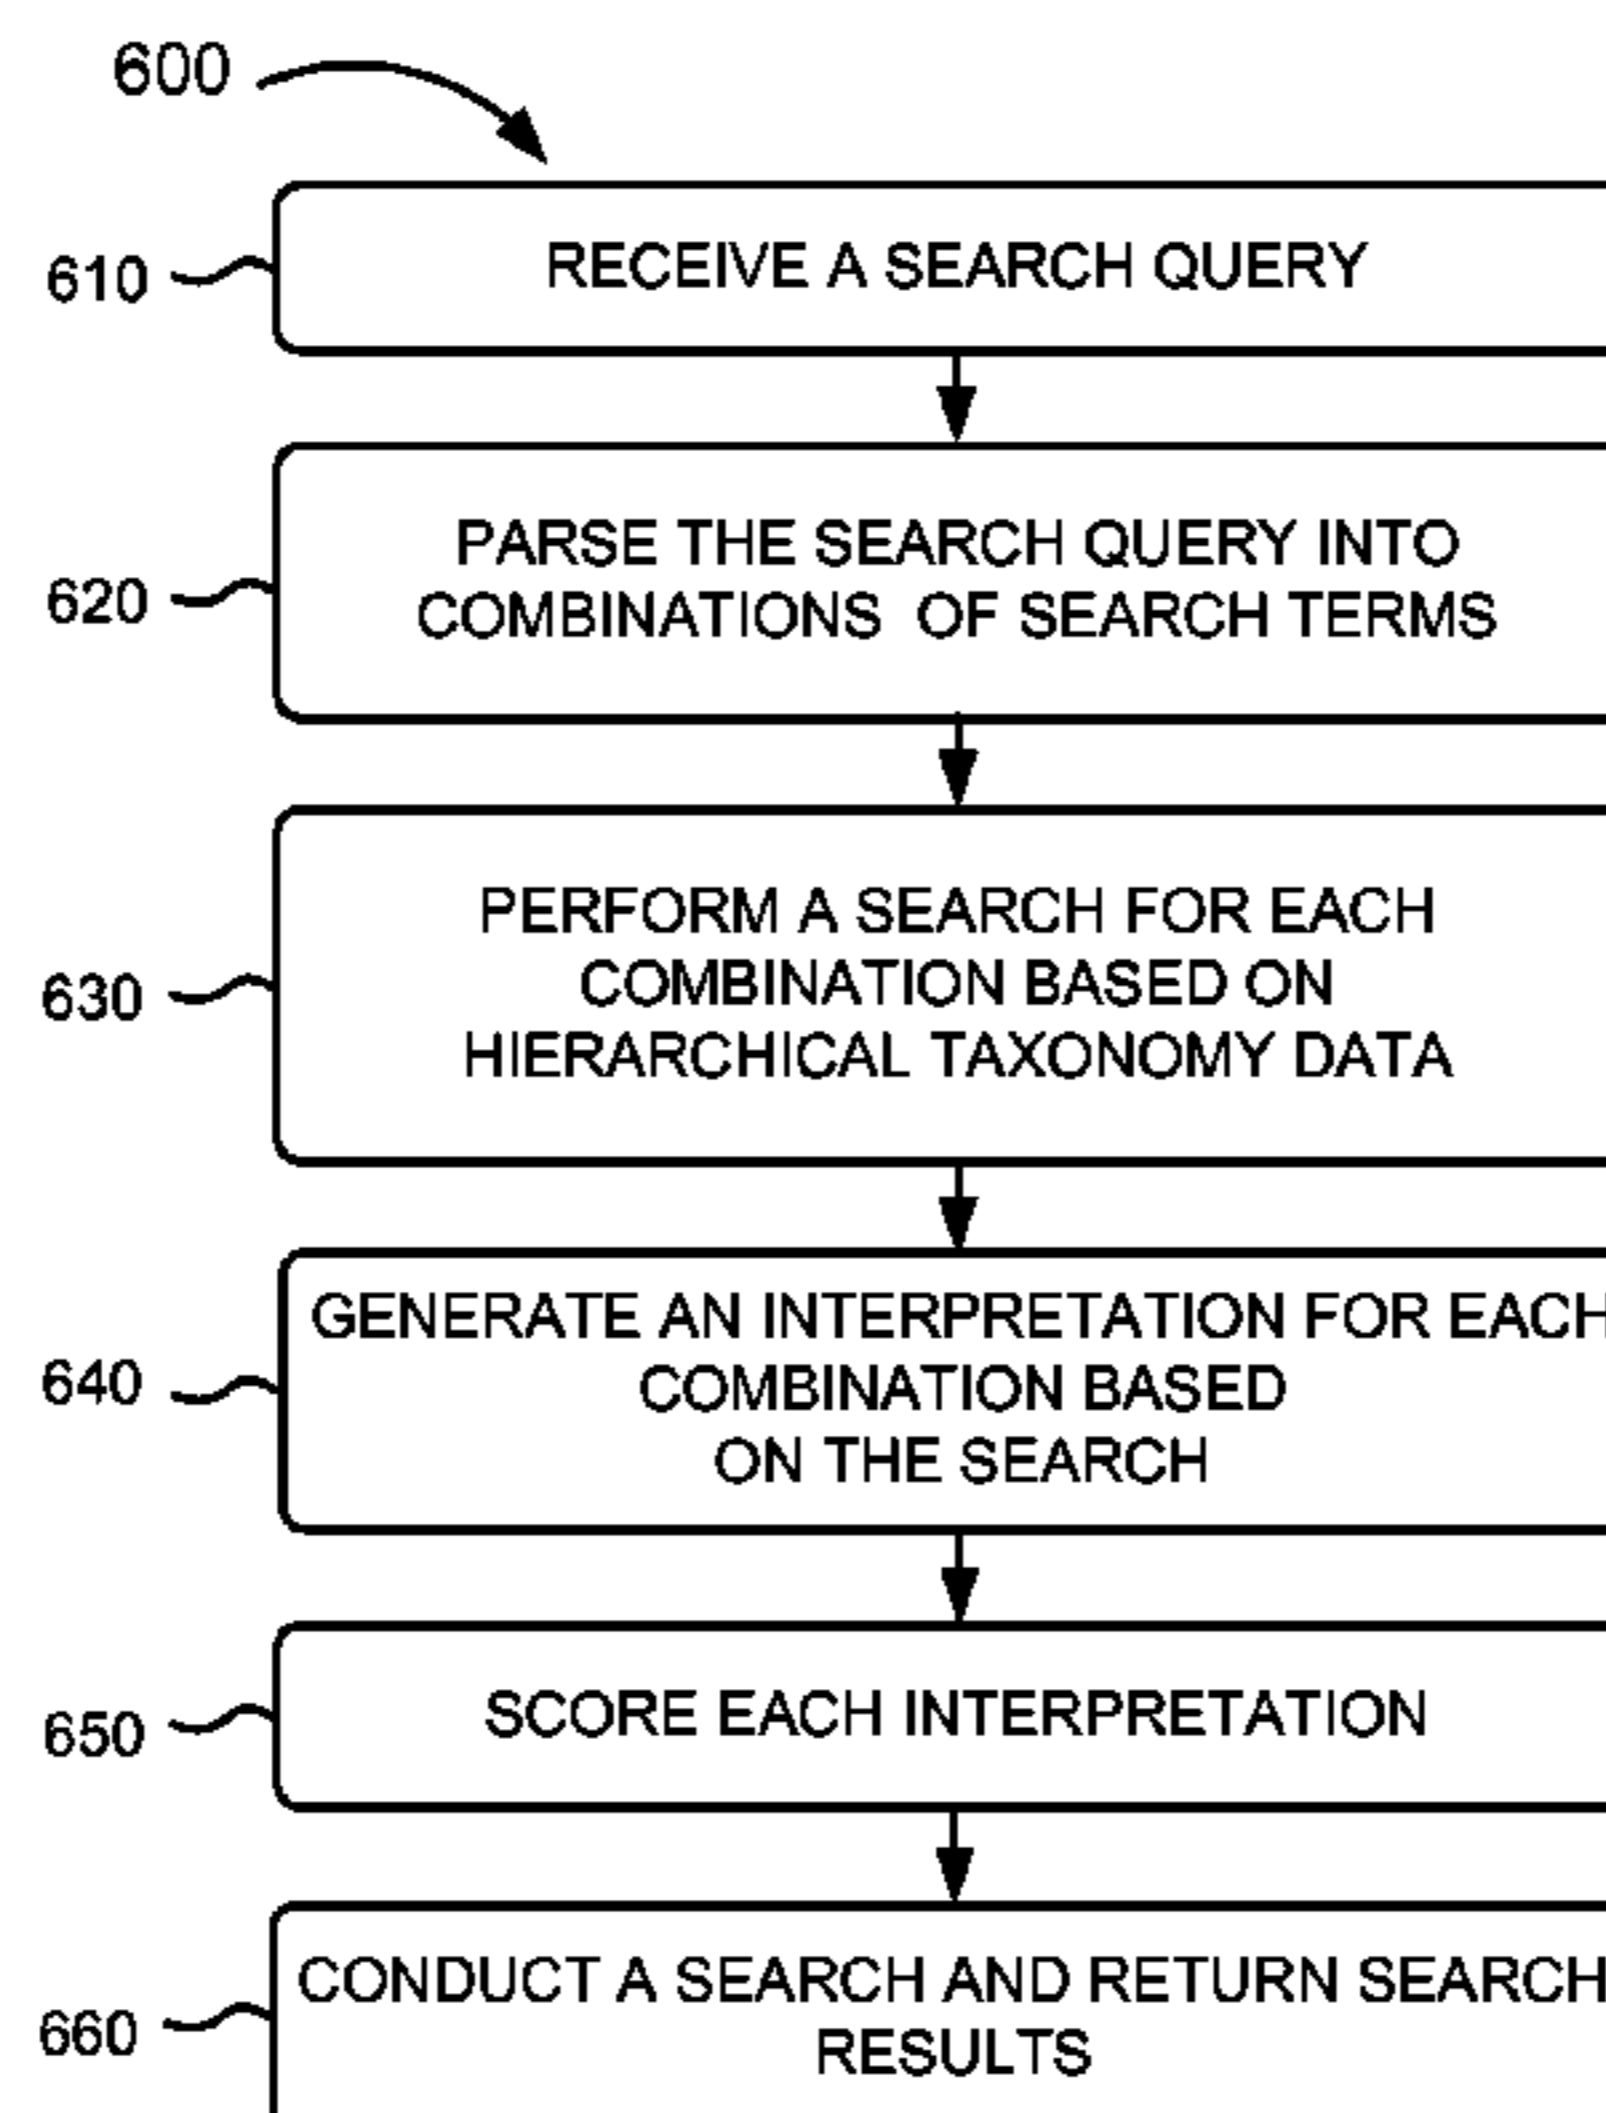 600
610
RECEIVE A SEARCH QUERY
620
PARSE THE SEARCH QUERY INTO
COMBINATIONS OF SEARCH TERMS
630
PERFORM A SEARCH FOR EACH
COMBINATION BASED ON
HIERARCHICAL TAXONOMY DATA
640
GENERATE AN INTERPRETATION FOR EACH
COMBINATION BASED
ON THE SEARCH
650
SCORE EACH INTERPRETATION
660
CONDUCT A SEARCH AND RETURN SEARCH
RESULTS